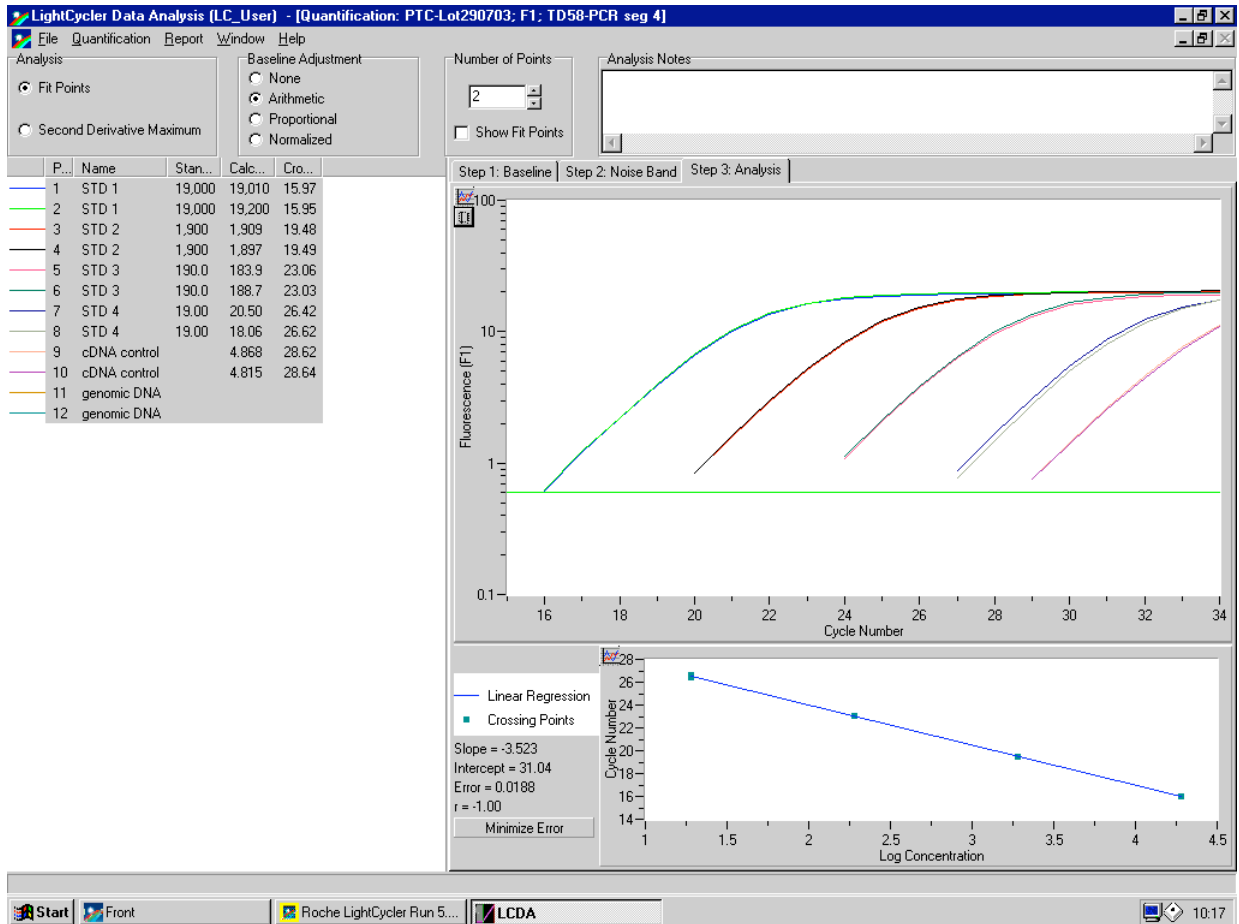 LightCycler Data Analysis (LC_User) - [Quantification: PTC-Lot290703; F1; TD58-PCR seg 4]
File Quantification Report Window Help
Analysis
Fit Points
Second Derivative Maximum
Baseline Adjustment
None
Arithmetic
Proportional
Normalized
Number of Points
2
Show Fit Points
Analysis Notes
P... Name Stan... Calc... Cro...
1 STD 1 19,000 19,010 15.97
2 STD 1 19,000 19,200 15.95
3 STD 2 1,900 1,909 19.48
4 STD 2 1,900 1,897 19.49
5 STD 3 190.0 183.9 23.06
6 STD 3 190.0 188.7 23.03
7 STD 4 19.00 20.50 26.42
8 STD 4 19.00 18.06 26.62
9 cDNA control 4.868 28.62
10 cDNA control 4.815 28.64
11 genomic DNA
12 genomic DNA
Step 1: Baseline Step 2: Noise Band Step 3: Analysis
100
10
1
0.1
Fluorescence (F1)
16 18 20 22 24 26 28 30 32 34
Cycle Number
Linear Regression
Crossing Points
Slope = -3.523
Intercept = 31.04
Error = 0.0188
r = -1.00
Minimize Error
28
26
24
22
20
18
16
14
Cycle Number
1 1.5 2 2.5 3 3.5 4 4.5
Log Concentration
Start Front Roche LightCycler Run 5.... LCDA 10:17